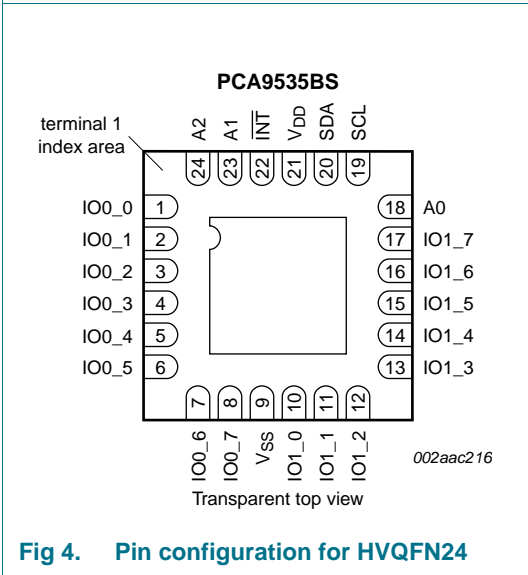 PCA9535BS
terminal 1
index area
A2
A1
INT
VDD
SDA
SCL
24
23
22
21
20
19
IO0_0 1
IO0_1 2
IO0_2 3
IO0_3 4
IO0_4 5
IO0_5 6
18 A0
17 IO1_7
16 IO1_6
15 IO1_5
14 IO1_4
13 IO1_3
7
8
9
10
11
12
IO0_6
IO0_7
VSS
IO1_0
IO1_1
IO1_2
002aac216
Transparent top view
Fig 4. Pin configuration for HVQFN24